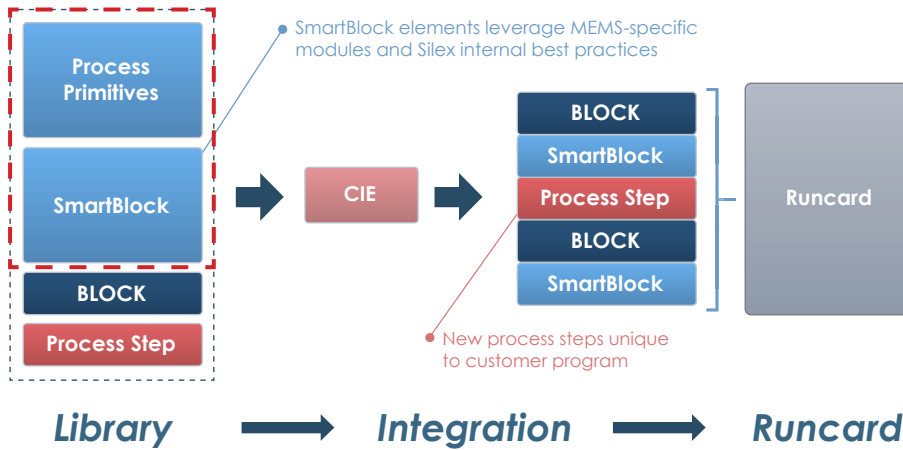 SmartBlock elements leverage MEMS-specific
modules and Silex internal best practices
Process
Primitives
SmartBlock
BLOCK
Process Step
CIE
BLOCK
SmartBlock
Process Step
BLOCK
SmartBlock
Runcard
New process steps unique
to customer program
Library
Integration
Runcard